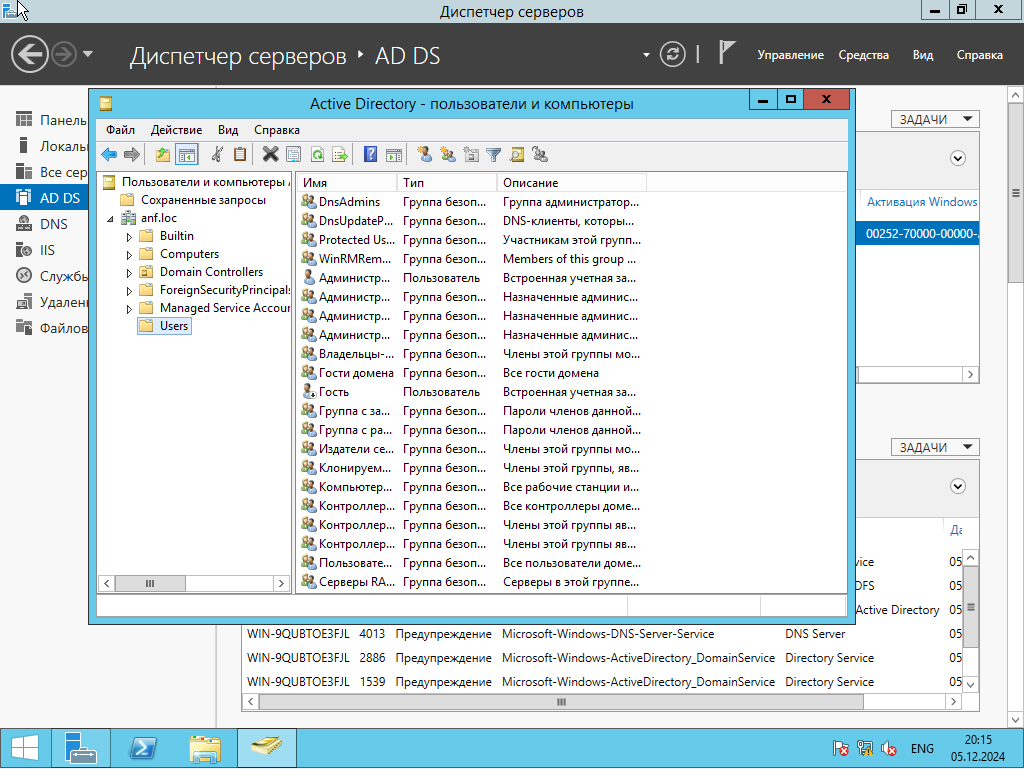 Диспетчер серверов
Диспетчер серверов ‣ AD DS
Управление Средства Вид Справка
Панель
Локаль
Все сер
AD DS
DNS
IIS
Службы
Удален
Файлов
ЗАДАЧИ
Активация Windows
00252-70000-00000-
Active Directory - пользователи и компьютеры
Файл Действие Вид Справка
Пользователи и компьютеры
Сохраненные запросы
anf.loc
Builtin
Computers
Domain Controllers
ForeignSecurityPrincipals
Managed Service Accour
Users
Имя Тип Описание
DnsAdmins Группа безоп... Группа администратор...
DnsUpdateP... Группа безоп... DNS-клиенты, которы...
Protected Us... Группа безоп... Участникам этой групп...
WinRMRem... Группа безоп... Members of this group ...
Администр... Пользователь Встроенная учетная за...
Администр... Группа безоп... Назначенные админис...
Администр... Группа безоп... Назначенные админис...
Администр... Группа безоп... Назначенные админис...
Владельцы-... Группа безоп... Члены этой группы мо...
Гости домена Группа безоп... Все гости домена
Гость Пользователь Встроенная учетная за...
Группа с за... Группа безоп... Пароли членов данной...
Группа с ра... Группа безоп... Пароли членов данной...
Издатели се... Группа безоп... Члены этой группы мо...
Клонируем... Группа безоп... Члены этой группы, яв...
Компьютер... Группа безоп... Все рабочие станции и...
Контроллер... Группа безоп... Все контроллеры доме...
Контроллер... Группа безоп... Члены этой группы яв...
Контроллер... Группа безоп... Члены этой группы яв...
Пользовате... Группа безоп... Все пользователи доме...
Серверы RA... Группа безоп... Серверы в этой группе...
ЗАДАЧИ
Да
vice 05
DFS 05
Active Directory 05
WIN-9QUBTOE3FJL 4013 Предупреждение Microsoft-Windows-DNS-Server-Service DNS Server 05
WIN-9QUBTOE3FJL 2886 Предупреждение Microsoft-Windows-ActiveDirectory_DomainService Directory Service 05
WIN-9QUBTOE3FJL 1539 Предупреждение Microsoft-Windows-ActiveDirectory_DomainService Directory Service 05
ENG
20:15
05.12.2024